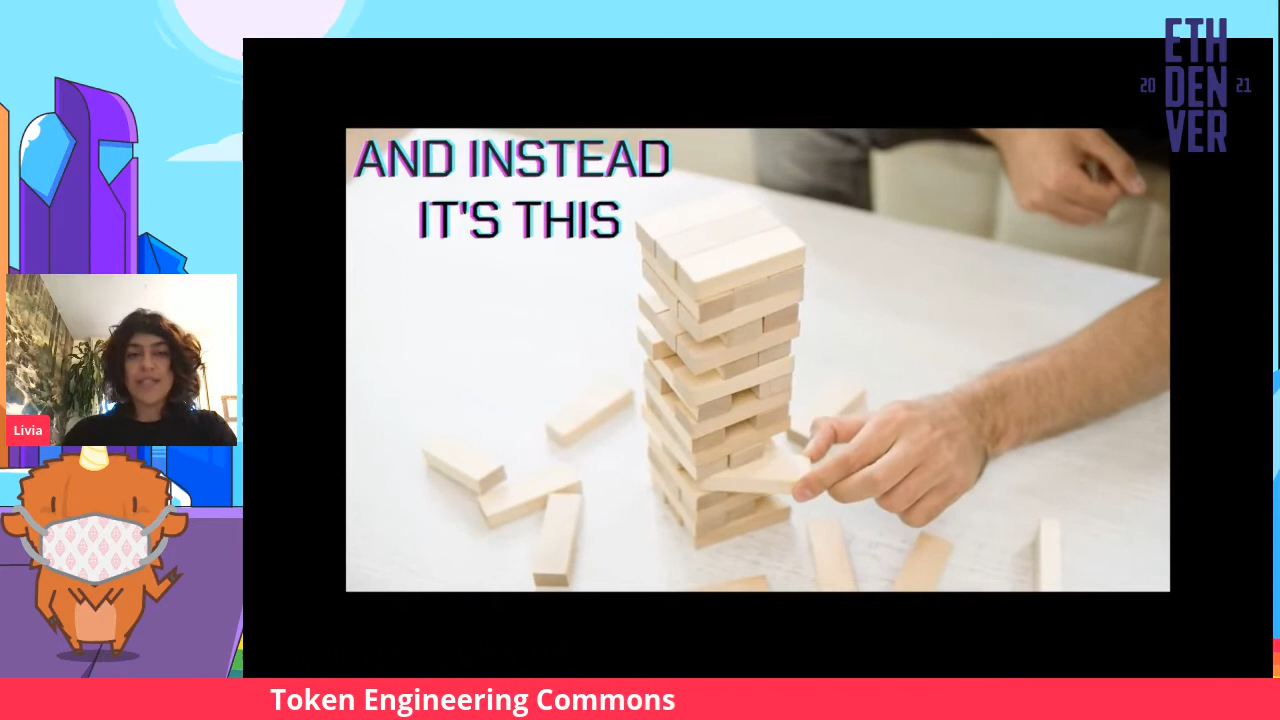 ETH
20 DEN 21
VER
AND INSTEAD
IT'S THIS
Livia
Token Engineering Commons